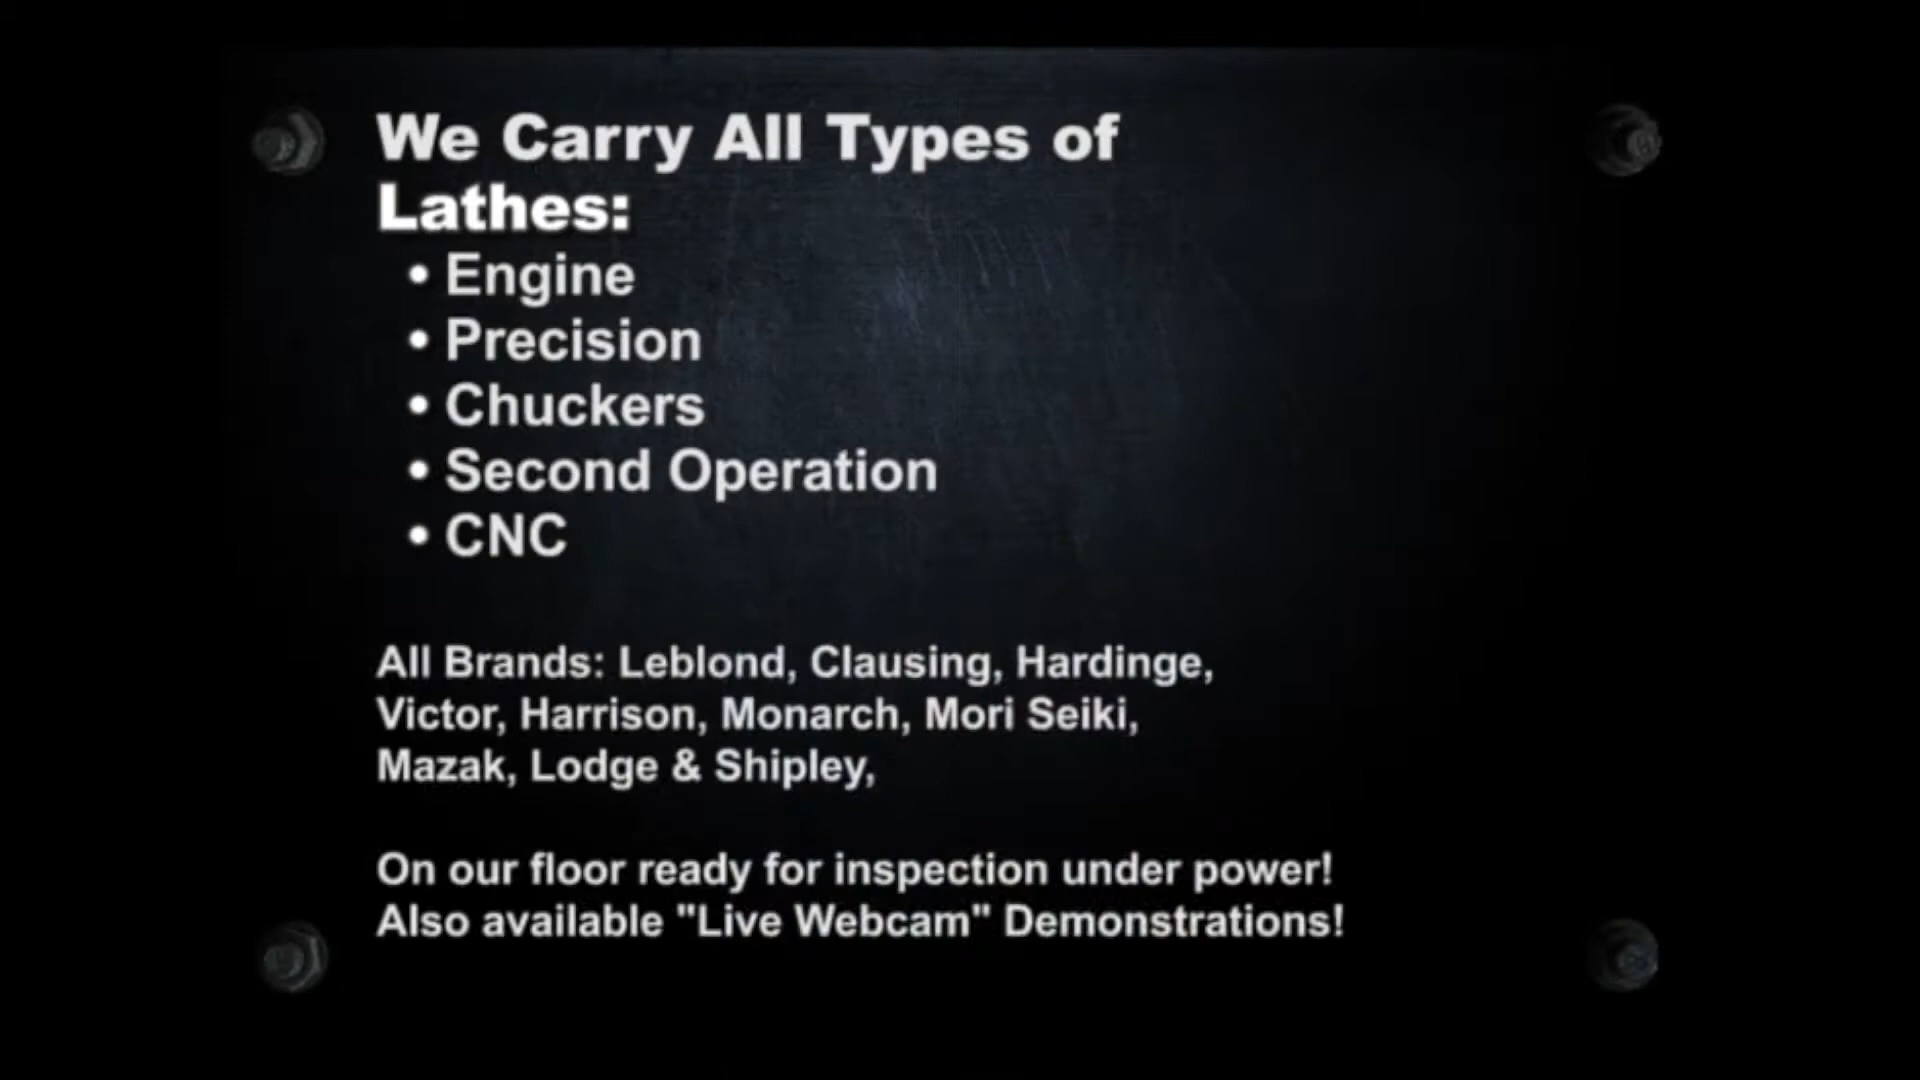 We Carry All Types of
Lathes:
• Engine
• Precision
• Chuckers
• Second Operation
• CNC
All Brands: Leblond, Clausing, Hardinge,
Victor, Harrison, Monarch, Mori Seiki,
Mazak, Lodge & Shipley,
On our floor ready for inspection under power!
Also available "Live Webcam" Demonstrations!